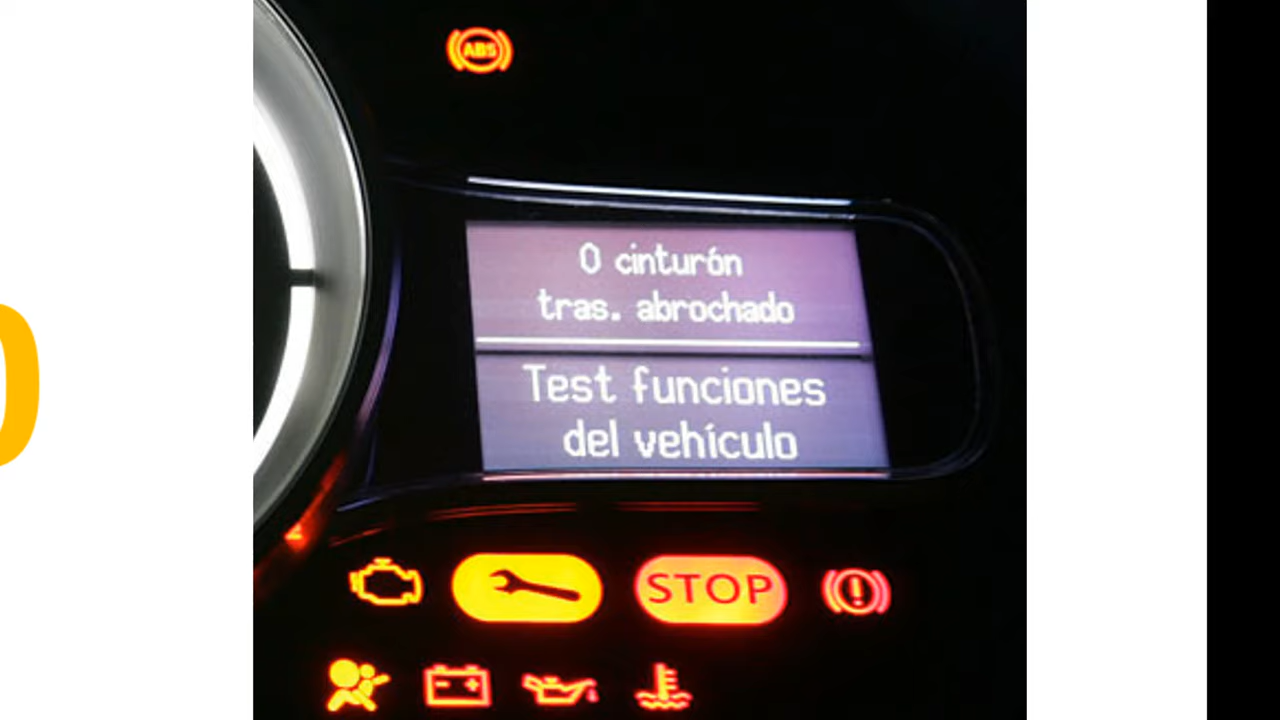 ABS
0 cinturón
tras. abrochado
Test funciones
del vehículo
STOP